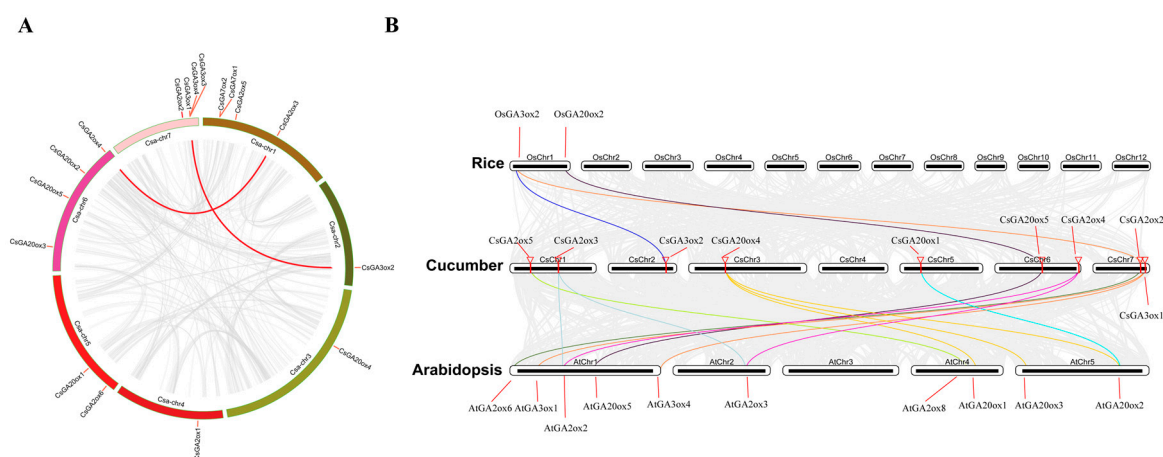 A
CsGA3ox3
CsGA3ox4
CsGA3ox1
CsGA2ox2
CsGA7ox2
CsGA7ox1
CsGA2ox5
CsGA2ox3
CsGA2ox4
CsGA20ox2
CsGA20ox5
CsGA20ox3
CsGA20ox1
CsGA2ox6
CsGA2ox1
CsGA20ox4
CsGA3ox2
Csa-chr7
Csa-chr1
Csa-chr2
Csa-chr3
Csa-chr4
Csa-chr5
Csa-chr6
B
OsGA3ox2 OsGA20ox2
Rice
OsChr1 OsChr2 OsChr3 OsChr4 OsChr5 OsChr6 OsChr7 OsChr8 OsChr9 OsChr10 OsChr11 OsChr12
CsGA2ox5 CsGA2ox3 CsGA3ox2 CsGA20ox4 CsGA20ox1 CsGA20ox5 CsGA2ox4 CsGA2ox2
Cucumber
CsChr1 CsChr2 CsChr3 CsChr4 CsChr5 CsChr6 CsChr7
CsGA3ox1
Arabidopsis
AtChr1 AtChr2 AtChr3 AtChr4 AtChr5
AtGA2ox6 AtGA3ox1 AtGA20ox5 AtGA3ox4 AtGA2ox3 AtGA2ox8 AtGA20ox1 AtGA20ox3 AtGA20ox2
AtGA2ox2